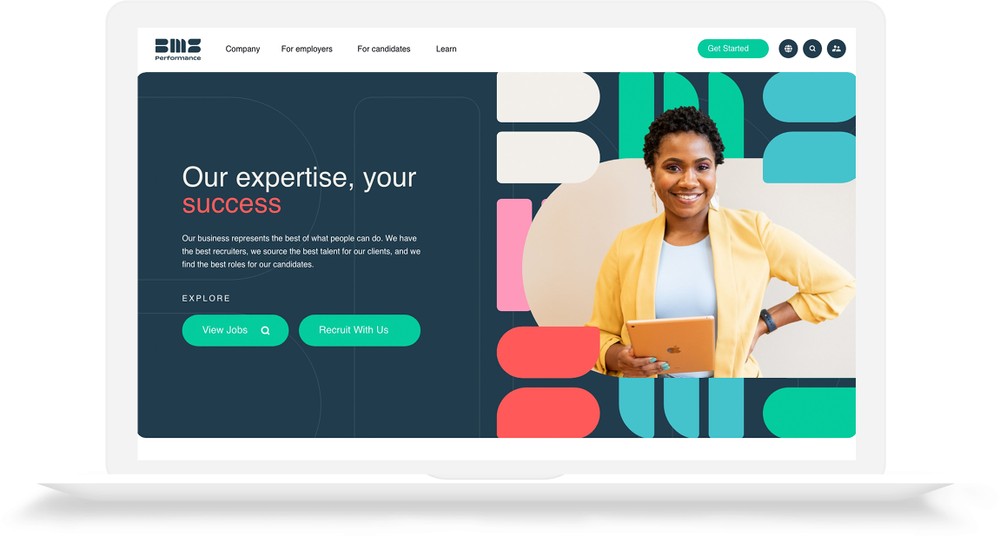 BMS
Performance
Company
For employers
For candidates
Learn
Get Started
Our expertise, your
success
Our business represents the best of what people can do. We have
the best recruiters, we source the best talent for our clients, and we
find the best roles for our candidates.
EXPLORE
View Jobs
Recruit With Us